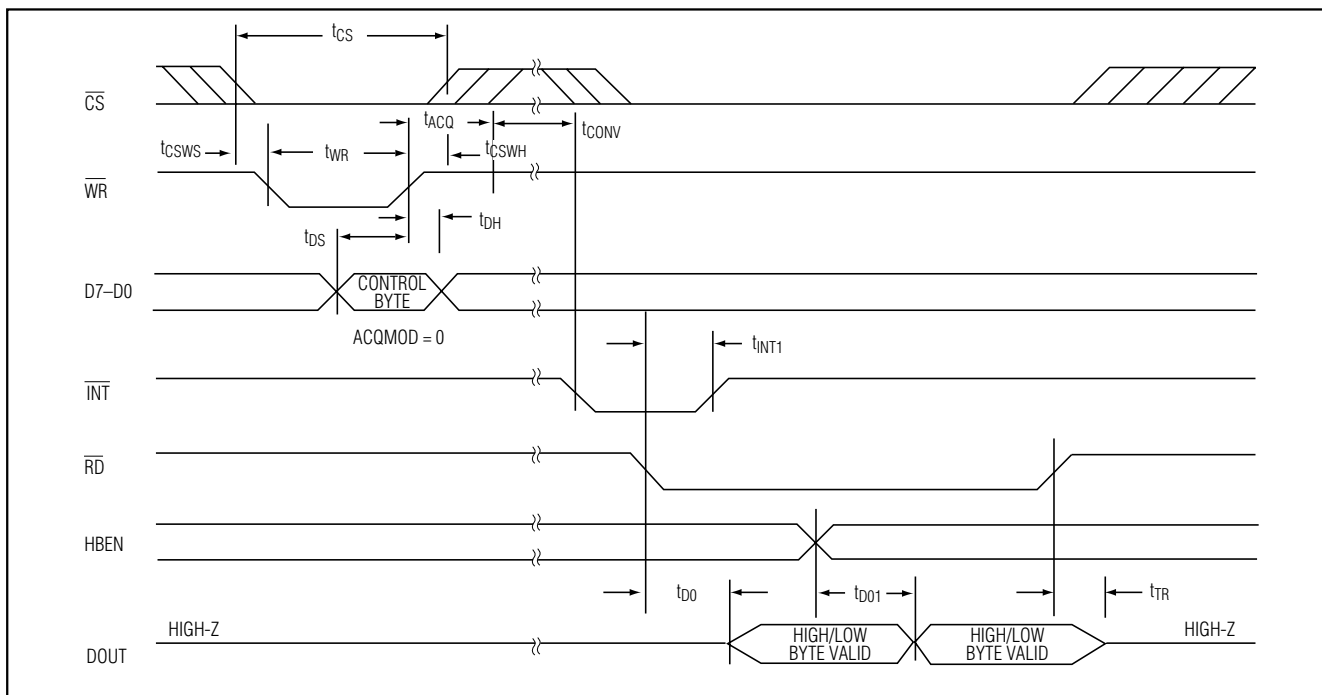 tCS
CS
tACQ
tCONV
tCSWS
tWR
tCSWH
WR
tDH
tDS
D7–D0
CONTROL
BYTE
ACQMOD = 0
tINT1
INT
RD
HBEN
tD0
tD01
tTR
HIGH-Z
HIGH/LOW
BYTE VALID
HIGH/LOW
BYTE VALID
HIGH-Z
DOUT